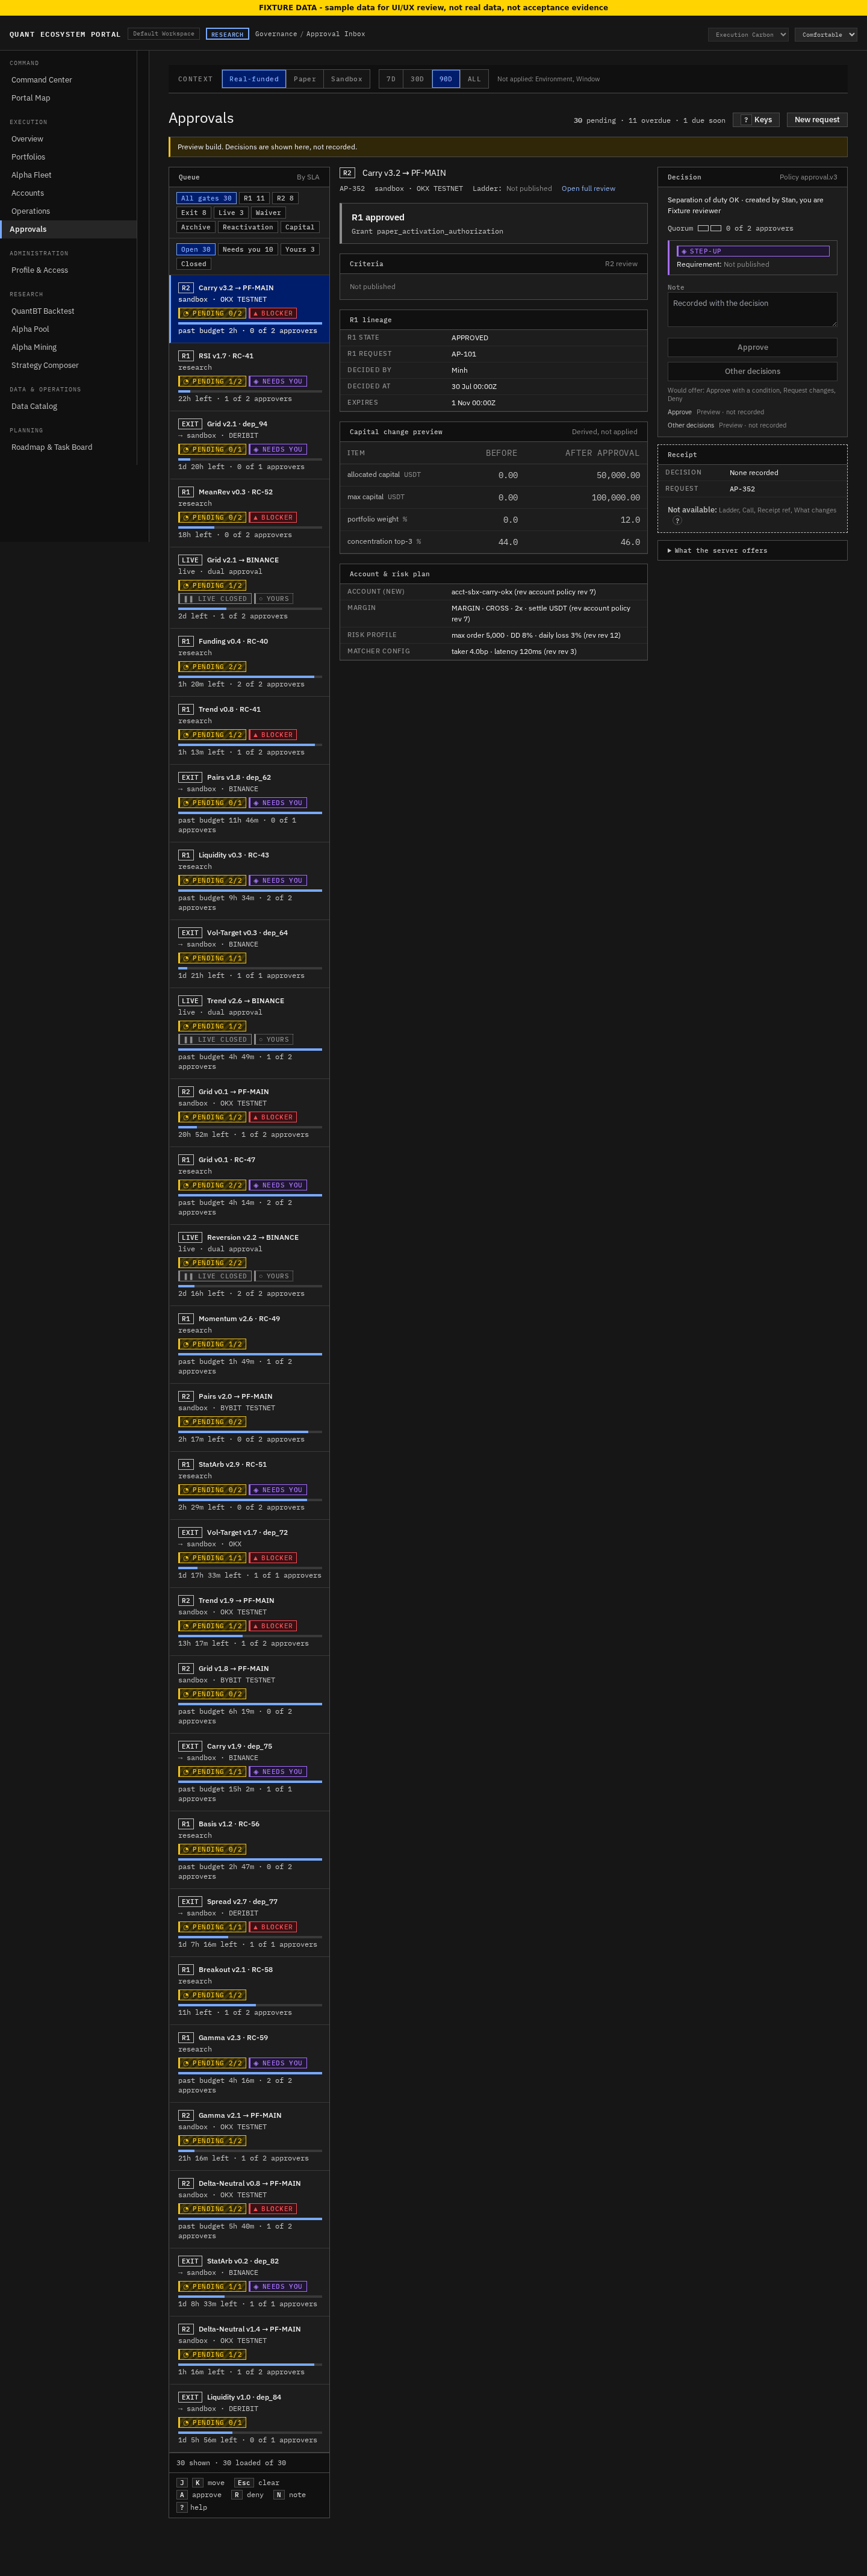 FIXTURE DATA - sample data for UI/UX review, not real data, not acceptance evidence
QUANT ECOSYSTEM PORTAL Default Workspace RESEARCH Governance / Approval Inbox Execution Carbon Comfortable
COMMAND
Command Center
Portal Map
EXECUTION
Overview
Portfolios
Alpha Fleet
Accounts
Operations
Approvals
ADMINISTRATION
Profile & Access
RESEARCH
QuantBT Backtest
Alpha Pool
Alpha Mining
Strategy Composer
DATA & OPERATIONS
Data Catalog
PLANNING
Roadmap & Task Board
CONTEXT Real-funded Paper Sandbox 7D 30D 90D ALL Not applied: Environment, Window
Approvals
30 pending · 11 overdue · 1 due soon ? Keys New request
Preview build. Decisions are shown here, not recorded.
Queue By SLA
All gates 30 R1 11 R2 8
Exit 8 Live 3 Waiver
Archive Reactivation Capital
Open 30 Needs you 10 Yours 3
Closed
R2 Carry v3.2 → PF-MAIN
sandbox · OKX TESTNET
PENDING 0/2 ▲ BLOCKER
past budget 2h · 0 of 2 approvers
R1 RSI v1.7 · RC-41
research
PENDING 1/2 ◈ NEEDS YOU
22h left · 1 of 2 approvers
EXIT Grid v2.1 · dep_94
→ sandbox · DERIBIT
PENDING 0/1 ◈ NEEDS YOU
1d 20h left · 0 of 1 approvers
R1 MeanRev v0.3 · RC-52
research
PENDING 0/2 ▲ BLOCKER
18h left · 0 of 2 approvers
LIVE Grid v2.1 → BINANCE
live · dual approval
PENDING 1/2
LIVE CLOSED ○ YOURS
2d left · 1 of 2 approvers
R1 Funding v0.4 · RC-40
research
PENDING 2/2
1h 20m left · 2 of 2 approvers
R1 Trend v0.8 · RC-41
research
PENDING 1/2 ▲ BLOCKER
1h 13m left · 1 of 2 approvers
EXIT Pairs v1.8 · dep_62
→ sandbox · BINANCE
PENDING 0/1 ◈ NEEDS YOU
past budget 11h 46m · 0 of 1
approvers
R1 Liquidity v0.3 · RC-43
research
PENDING 2/2 ◈ NEEDS YOU
past budget 9h 34m · 2 of 2
approvers
EXIT Vol-Target v0.3 · dep_64
→ sandbox · BINANCE
PENDING 1/1
1d 21h left · 1 of 1 approvers
LIVE Trend v2.6 → BINANCE
live · dual approval
PENDING 1/2
LIVE CLOSED ○ YOURS
past budget 4h 49m · 1 of 2
approvers
R2 Grid v0.1 → PF-MAIN
sandbox · OKX TESTNET
PENDING 1/2 ▲ BLOCKER
20h 52m left · 1 of 2 approvers
R1 Grid v0.1 · RC-47
research
PENDING 2/2 ◈ NEEDS YOU
past budget 4h 14m · 2 of 2
approvers
LIVE Reversion v2.2 → BINANCE
live · dual approval
PENDING 2/2
LIVE CLOSED ○ YOURS
2d 16h left · 2 of 2 approvers
R1 Momentum v2.6 · RC-49
research
PENDING 1/2
past budget 1h 49m · 1 of 2
approvers
R2 Pairs v2.0 → PF-MAIN
sandbox · BYBIT TESTNET
PENDING 0/2
2h 17m left · 0 of 2 approvers
R1 StatArb v2.9 · RC-51
research
PENDING 0/2 ◈ NEEDS YOU
2h 29m left · 0 of 2 approvers
EXIT Vol-Target v1.7 · dep_72
→ sandbox · OKX
PENDING 1/1 ▲ BLOCKER
1d 17h 33m left · 1 of 1 approvers
R2 Trend v1.9 → PF-MAIN
sandbox · OKX TESTNET
PENDING 1/2 ▲ BLOCKER
13h 17m left · 1 of 2 approvers
R2 Grid v1.8 → PF-MAIN
sandbox · BYBIT TESTNET
PENDING 0/2
past budget 6h 19m · 0 of 2
approvers
EXIT Carry v1.9 · dep_75
→ sandbox · BINANCE
PENDING 1/1 ◈ NEEDS YOU
past budget 15h 2m · 1 of 1
approvers
R1 Basis v1.2 · RC-56
research
PENDING 0/2
past budget 2h 47m · 0 of 2
approvers
EXIT Spread v2.7 · dep_77
→ sandbox · DERIBIT
PENDING 1/1 ▲ BLOCKER
1d 7h 16m left · 1 of 1 approvers
R1 Breakout v2.1 · RC-58
research
PENDING 1/2
11h left · 1 of 2 approvers
R1 Gamma v2.3 · RC-59
research
PENDING 2/2 ◈ NEEDS YOU
past budget 4h 16m · 2 of 2
approvers
R2 Gamma v2.1 → PF-MAIN
sandbox · OKX TESTNET
PENDING 1/2
21h 16m left · 1 of 2 approvers
R2 Delta-Neutral v0.8 → PF-MAIN
sandbox · OKX TESTNET
PENDING 1/2 ▲ BLOCKER
past budget 5h 40m · 1 of 2
approvers
EXIT StatArb v0.2 · dep_82
→ sandbox · BINANCE
PENDING 1/1 ◈ NEEDS YOU
1d 8h 33m left · 1 of 1 approvers
R2 Delta-Neutral v1.4 → PF-MAIN
sandbox · OKX TESTNET
PENDING 1/2
1h 16m left · 1 of 2 approvers
EXIT Liquidity v1.0 · dep_84
→ sandbox · DERIBIT
PENDING 0/1
1d 5h 56m left · 0 of 1 approvers
30 shown · 30 loaded of 30
J K move Esc clear
A approve R deny N note
? help
R2 Carry v3.2 → PF-MAIN
AP-352 sandbox · OKX TESTNET Ladder: Not published Open full review
R1 approved
Grant paper_activation_authorization
Criteria R2 review
Not published
R1 lineage
R1 STATE APPROVED
R1 REQUEST AP-101
DECIDED BY Minh
DECIDED AT 30 Jul 00:00Z
EXPIRES 1 Nov 00:00Z
Capital change preview Derived, not applied
ITEM BEFORE AFTER APPROVAL
allocated capital USDT 0.00 50,000.00
max capital USDT 0.00 100,000.00
portfolio weight % 0.0 12.0
concentration top-3 % 44.0 46.0
Account & risk plan
ACCOUNT (NEW) acct-sbx-carry-okx (rev account policy rev 7)
MARGIN MARGIN · CROSS · 2x · settle USDT (rev account policy
rev 7)
RISK PROFILE max order 5,000 · DD 8% · daily loss 3% (rev rev 12)
MATCHER CONFIG taker 4.0bp · latency 120ms (rev rev 3)
Decision Policy approval.v3
Separation of duty OK · created by Stan, you are
Fixture reviewer
Quorum 0 of 2 approvers
◈ STEP-UP
Requirement: Not published
Note
Recorded with the decision
Approve
Other decisions
Would offer: Approve with a condition, Request changes,
Deny
Approve Preview · not recorded
Other decisions Preview · not recorded
Receipt
DECISION None recorded
REQUEST AP-352
Not available: Ladder, Call, Receipt ref, What changes
?
▶ What the server offers